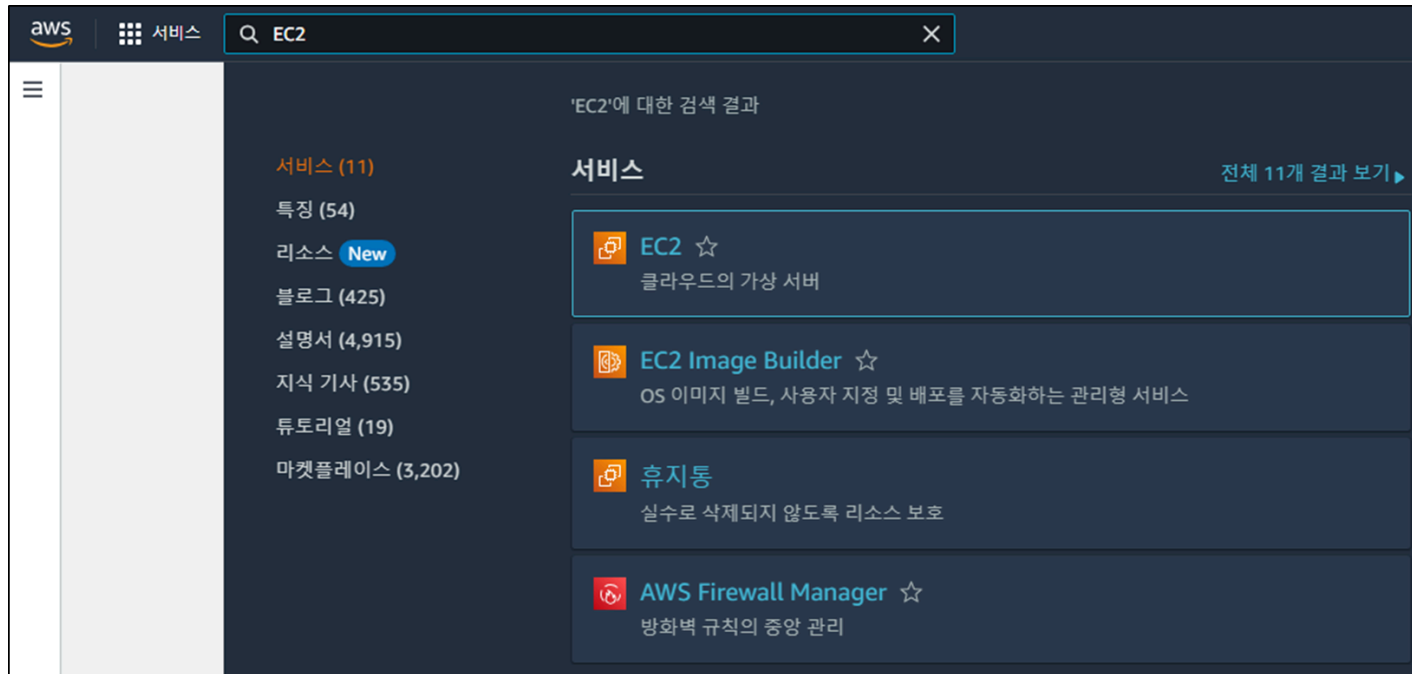 aws
서비스
EC2
'EC2'에 대한 검색 결과
서비스 (11)
특징 (54)
리소스 New
블로그 (425)
설명서 (4,915)
지식 기사 (535)
튜토리얼 (19)
마켓플레이스 (3,202)
서비스
전체 11개 결과 보기
EC2
클라우드의 가상 서버
EC2 Image Builder
OS 이미지 빌드, 사용자 지정 및 배포를 자동화하는 관리형 서비스
휴지통
실수로 삭제되지 않도록 리소스 보호
AWS Firewall Manager
방화벽 규칙의 중앙 관리